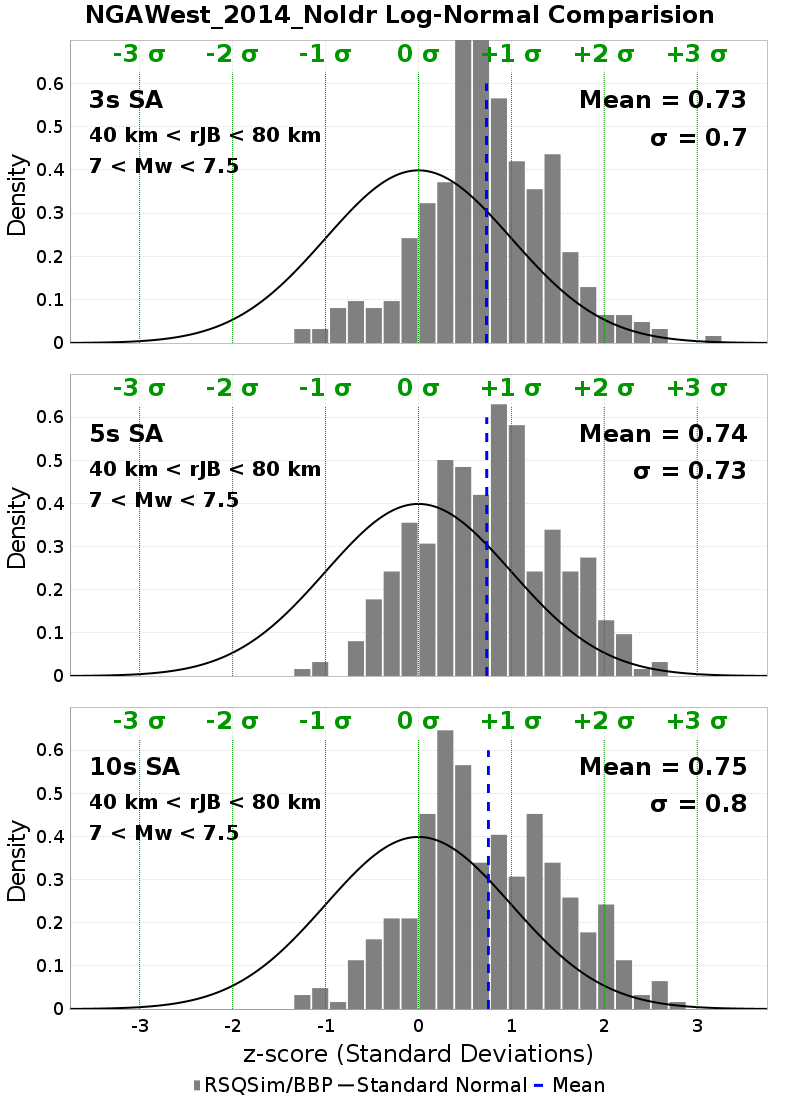 NGAWest_2014_NoIdr Log-Normal Comparision
-3 σ -2 σ -1 σ 0 σ +1 σ +2 σ +3 σ
3s SA
Mean = 0.73
40 km < rJB < 80 km
σ = 0.7
7 < Mw < 7.5
Density
0.6
0.5
0.4
0.3
0.2
0.1
0
-3 σ -2 σ -1 σ 0 σ +1 σ +2 σ +3 σ
5s SA
Mean = 0.74
40 km < rJB < 80 km
σ = 0.73
7 < Mw < 7.5
Density
0.6
0.5
0.4
0.3
0.2
0.1
0
-3 σ -2 σ -1 σ 0 σ +1 σ +2 σ +3 σ
10s SA
Mean = 0.75
40 km < rJB < 80 km
σ = 0.8
7 < Mw < 7.5
Density
0.6
0.5
0.4
0.3
0.2
0.1
0
-3 -2 -1 0 1 2 3
z-score (Standard Deviations)
RSQSim/BBP Standard Normal Mean